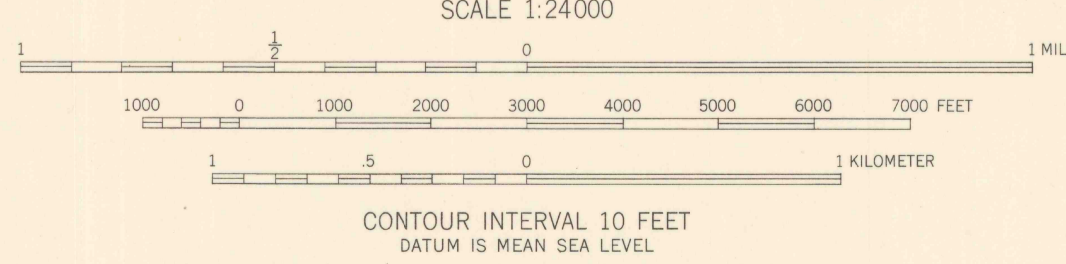 SCALE 1:24000
1 1/2 0 1 MIL
1000 0 1000 2000 3000 4000 5000 6000 7000 FEET
1 .5 0 1 KILOMETER
CONTOUR INTERVAL 10 FEET
DATUM IS MEAN SEA LEVEL